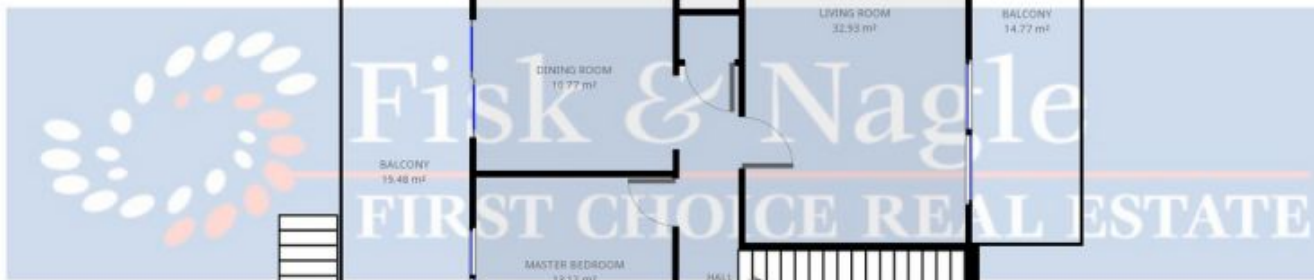 LIVING ROOM
32.93 m²
BALCONY
14.77 m²
DINING ROOM
10.77 m²
Fisk & Nagle
BALCONY
15.48 m²
FIRST CHOICE REAL ESTATE
MASTER BEDROOM
HALL